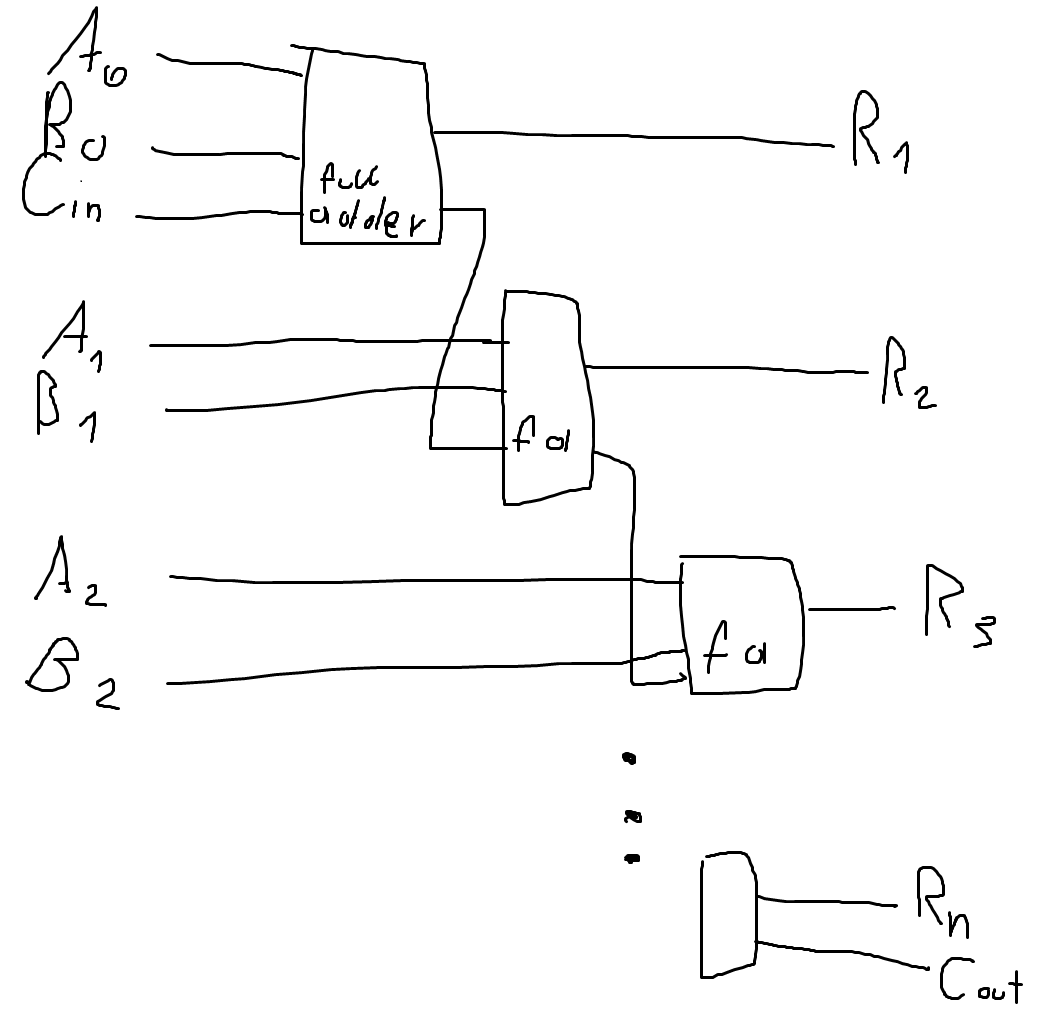 A₀
B₀
Cin
full
adder
R₁
A₁
B₁
fa
R₂
A₂
B₂
fa
R₃
Rn
Cout